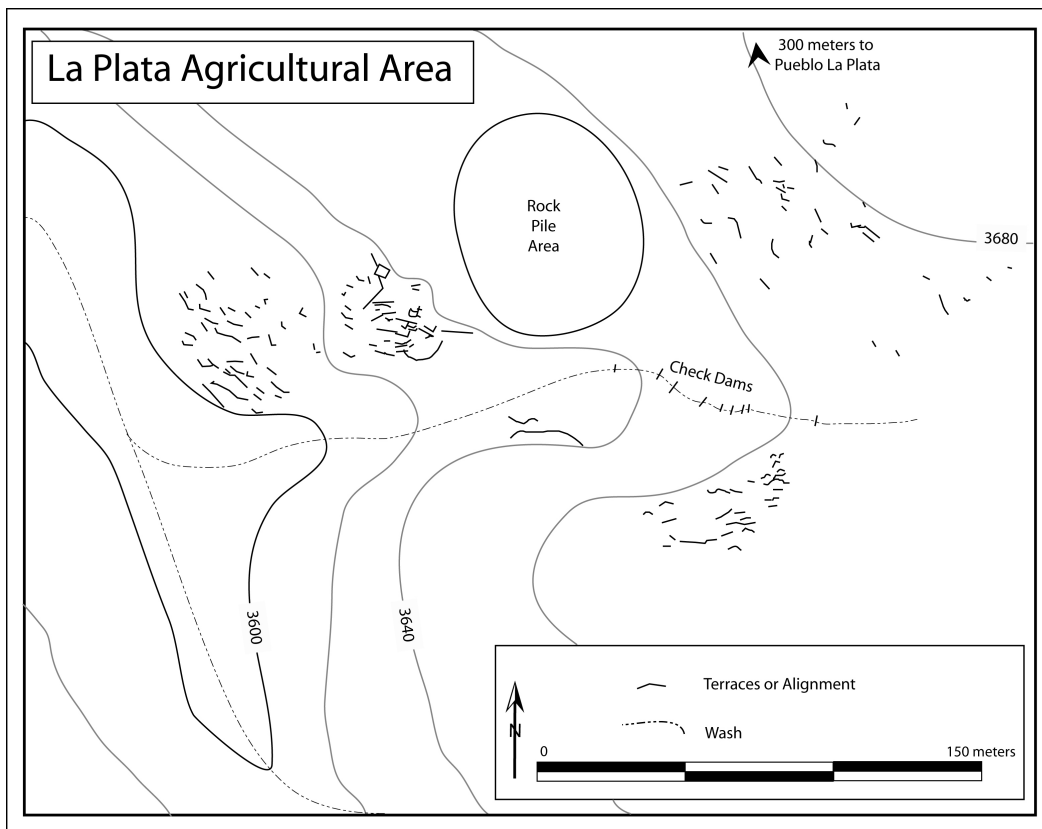 La Plata Agricultural Area
300 meters to
Pueblo La Plata
Rock
Pile
Area
3680
Check Dams
3600
3640
Terraces or Alignment
N
Wash
0
150 meters